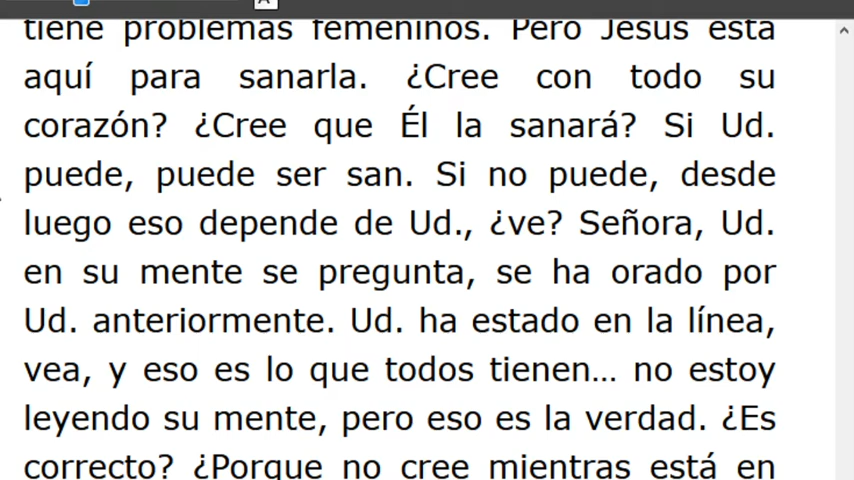 tiene problemas femeninos. Pero Jesús está
aquí para sanarla. ¿Cree con todo su
corazón? ¿Cree que Él la sanará? Si Ud.
puede, puede ser san. Si no puede, desde
luego eso depende de Ud., ¿ve? Señora, Ud.
en su mente se pregunta, se ha orado por
Ud. anteriormente. Ud. ha estado en la línea,
vea, y eso es lo que todos tienen… no estoy
leyendo su mente, pero eso es la verdad. ¿Es
correcto? ¿Porque no cree mientras está en